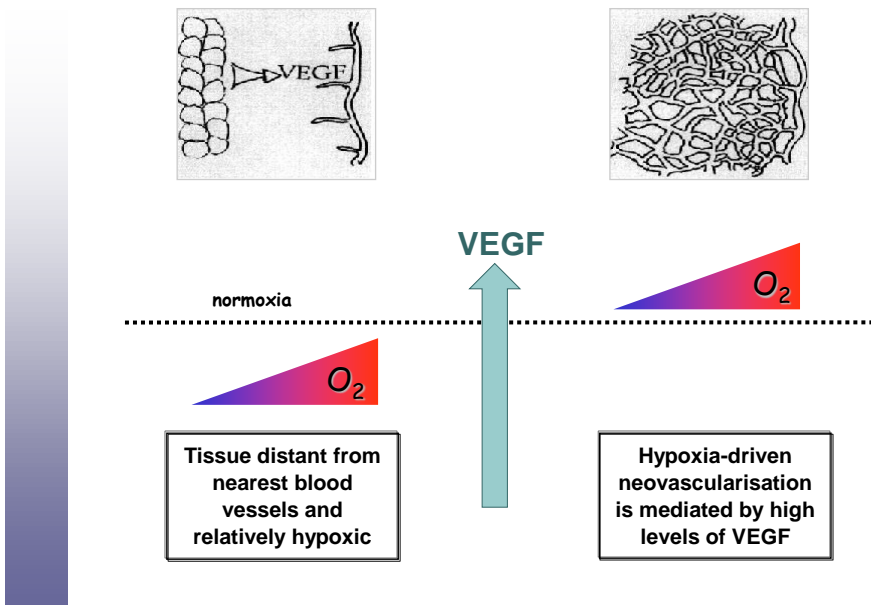 VEGF
VEGF
normoxia
O2
O2
Tissue distant from
nearest blood
vessels and
relatively hypoxic
Hypoxia-driven
neovascularisation
is mediated by high
levels of VEGF